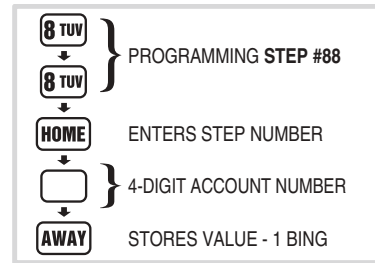 8 TUV
PROGRAMMING STEP #88
8 TUV
HOME ENTERS STEP NUMBER
4-DIGIT ACCOUNT NUMBER
AWAY STORES VALUE - 1 BING